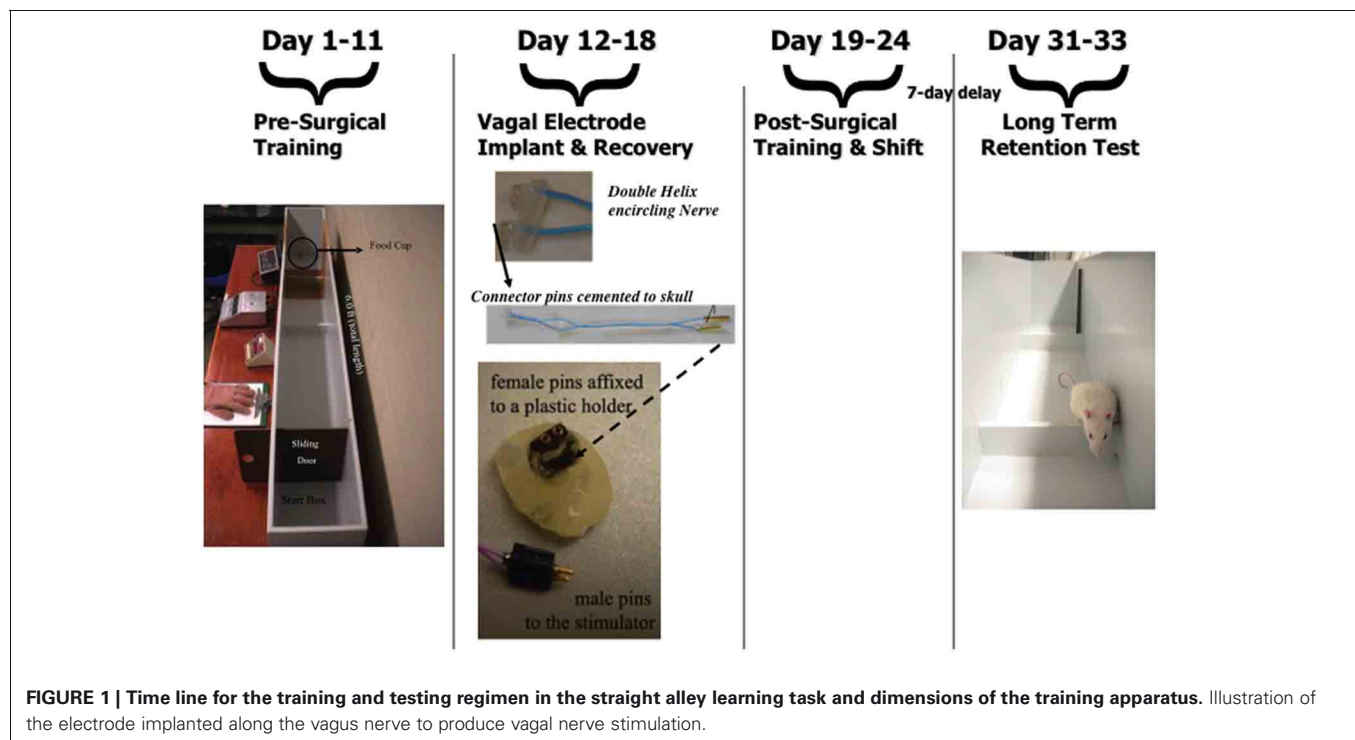 Day 1-11
Day 12-18
Day 19-24
Day 31-33
7-day delay
Pre-Surgical
Training
Vagal Electrode
Implant & Recovery
Post-Surgical
Training & Shift
Long Term
Retention Test
Food Cup
6.0 ft (total length)
Sliding
Door
Start Box
Double Helix
encircling Nerve
Connector pins cemented to skull
female pins affixed
to a plastic holder
male pins
to the stimulator
FIGURE 1 | Time line for the training and testing regimen in the straight alley learning task and dimensions of the training apparatus. Illustration of
the electrode implanted along the vagus nerve to produce vagal nerve stimulation.